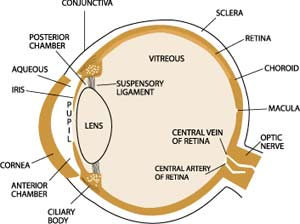 CONJUNCTIVA
SCLERA
POSTERIOR
CHAMBER
RETINA
AQUEOUS
VITREOUS
CHOROID
IRIS
SUSPENSORY
LIGAMENT
PUPIL
MACULA
LENS
CENTRAL VEIN
OF RETINA
OPTIC
NERVE
CORNEA
CENTRAL ARTERY
OF RETINA
ANTERIOR
CHAMBER
CILIARY
BODY